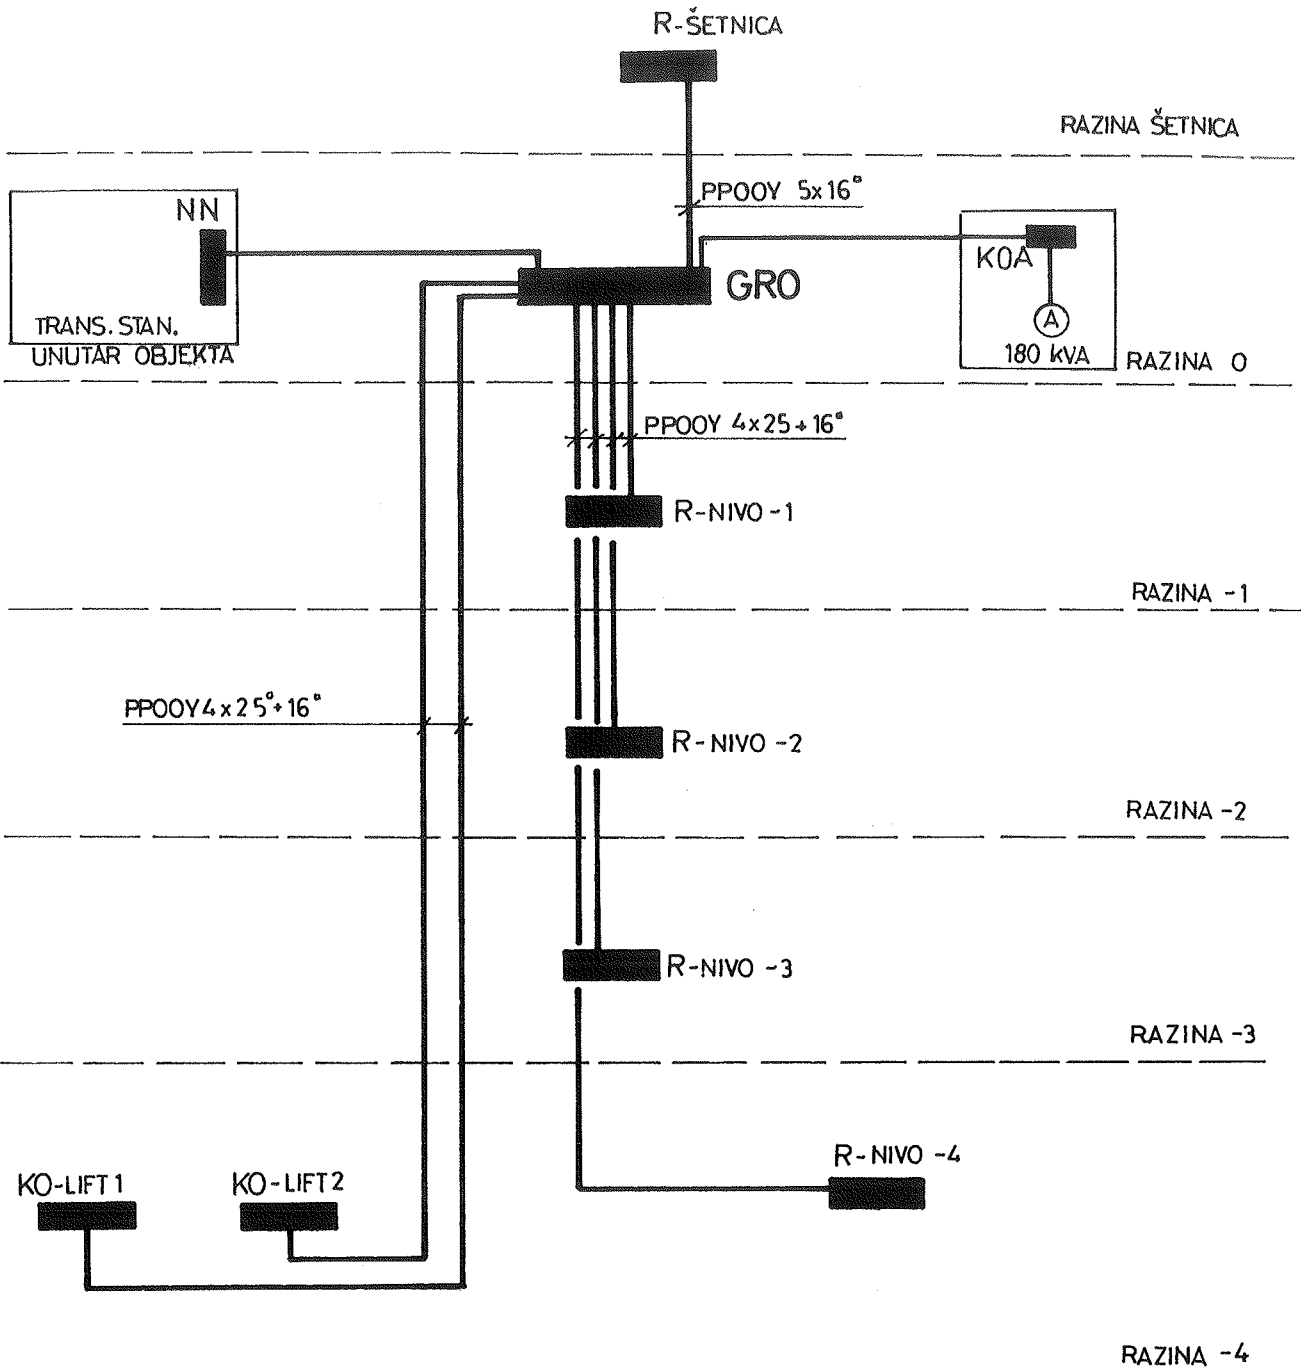 R-ŠETNICA
RAZINA ŠETNICA
PPOOY 5x16°
NN
GRO
KOA
A
TRANS. STAN.
UNUTAR OBJEKTA
180 KVA
RAZINA 0
PPOOY 4x25+16°
R-NIVO-1
RAZINA -1
PPOOY 4x25°+16°
R-NIVO-2
RAZINA -2
R-NIVO -3
RAZINA -3
R-NIVO -4
KO-LIFT 1
KO-LIFT 2
RAZINA -4